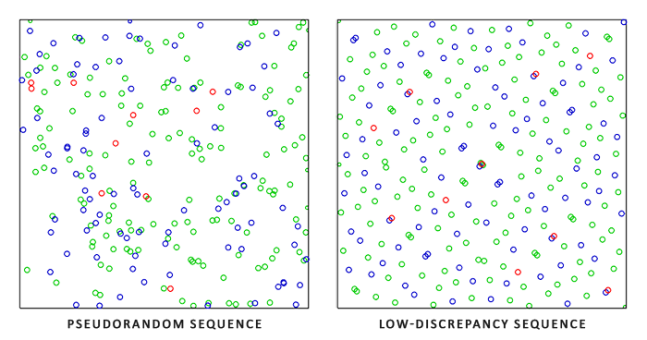 PSEUDORANDOM SEQUENCE
LOW-DISCREPANCY SEQUENCE